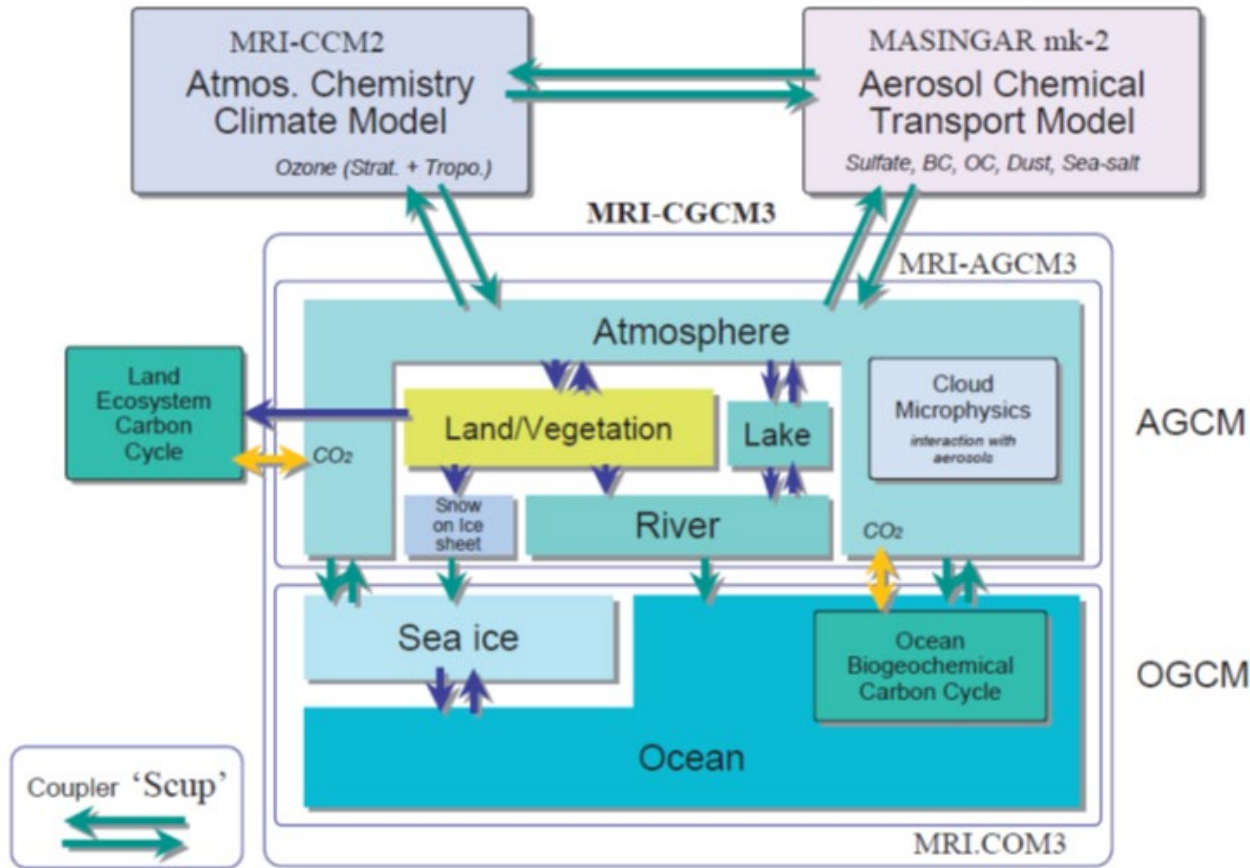 MRI-CCM2
Atmos. Chemistry
Climate Model
Ozone (Strat. + Tropo.)
MASINGAR mk-2
Aerosol Chemical
Transport Model
Sulfate, BC, OC, Dust, Sea-salt
MRI-CGCM3
MRI-AGCM3
Atmosphere
Land
Ecosystem
Carbon
Cycle
CO₂
Land/Vegetation
Lake
Cloud
Microphysics
interaction with
aerosols
AGCM
Snow
on Ice
sheet
River
CO₂
Sea ice
Ocean
Biogeochemical
Carbon Cycle
OGCM
Ocean
Coupler 'Scup'
MRI.COM3